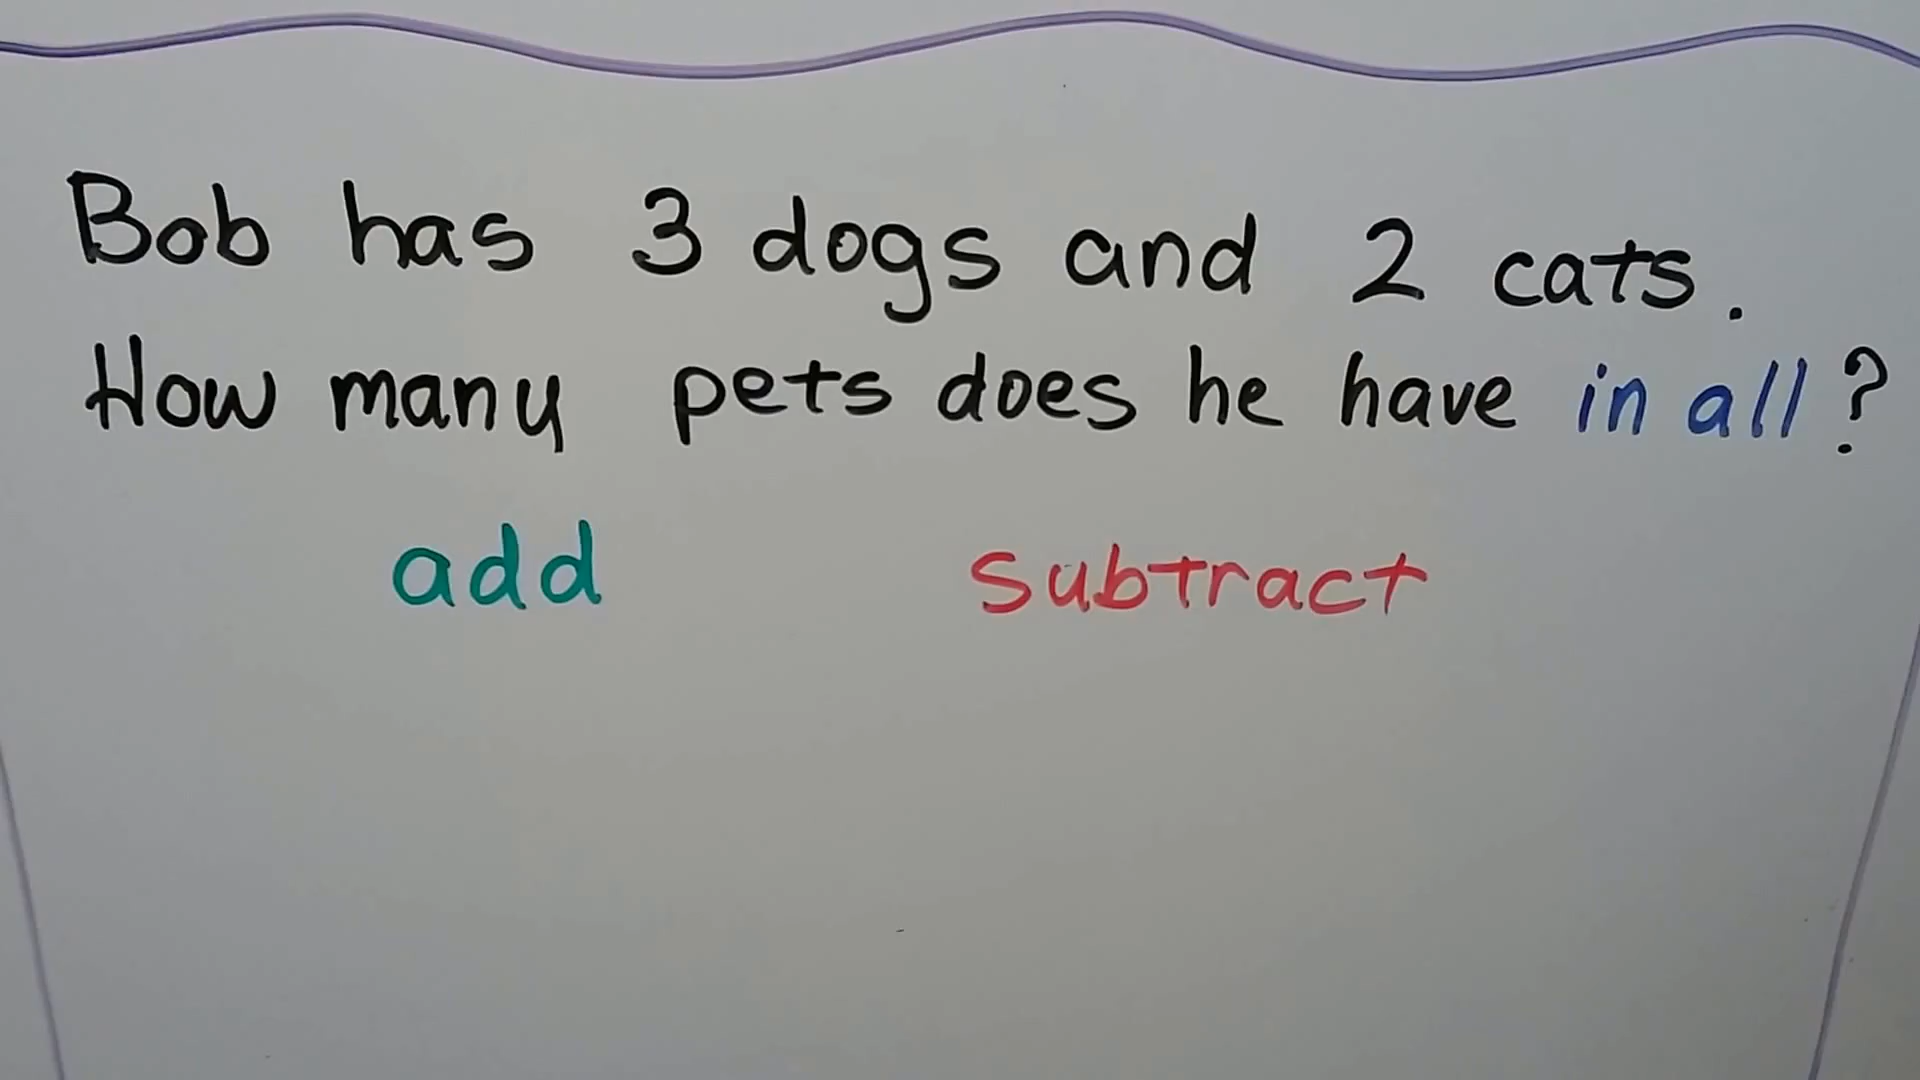 Bob has 3 dogs and 2 cats.
How many pets does he have in all?
add subtract